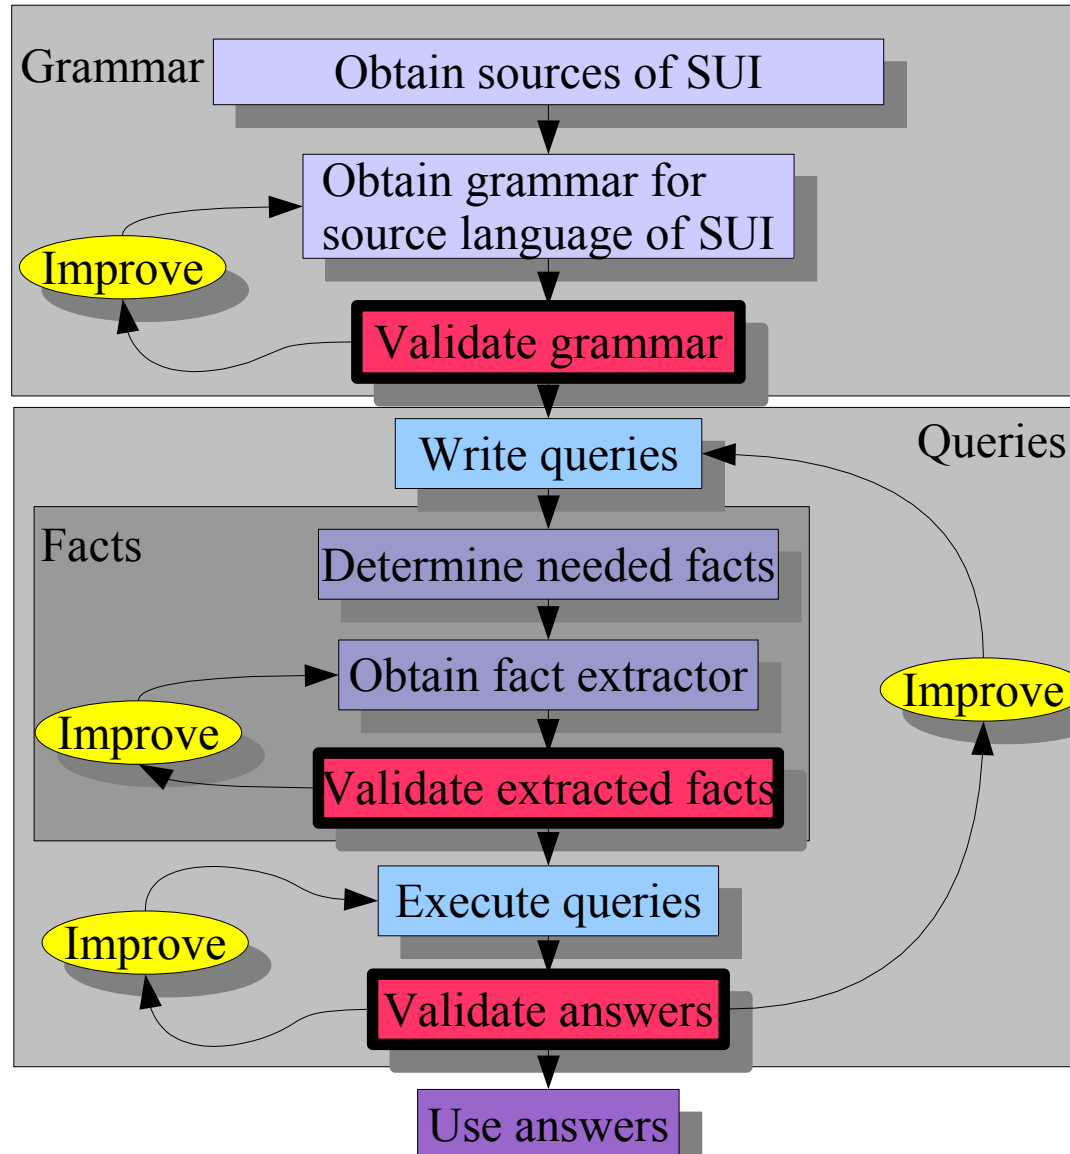 Grammar
Obtain sources of SUI
Obtain grammar for
source language of SUI
Improve
Validate grammar
Write queries
Queries
Facts
Determine needed facts
Obtain fact extractor
Improve
Improve
Validate extracted facts
Execute queries
Improve
Validate answers
Use answers